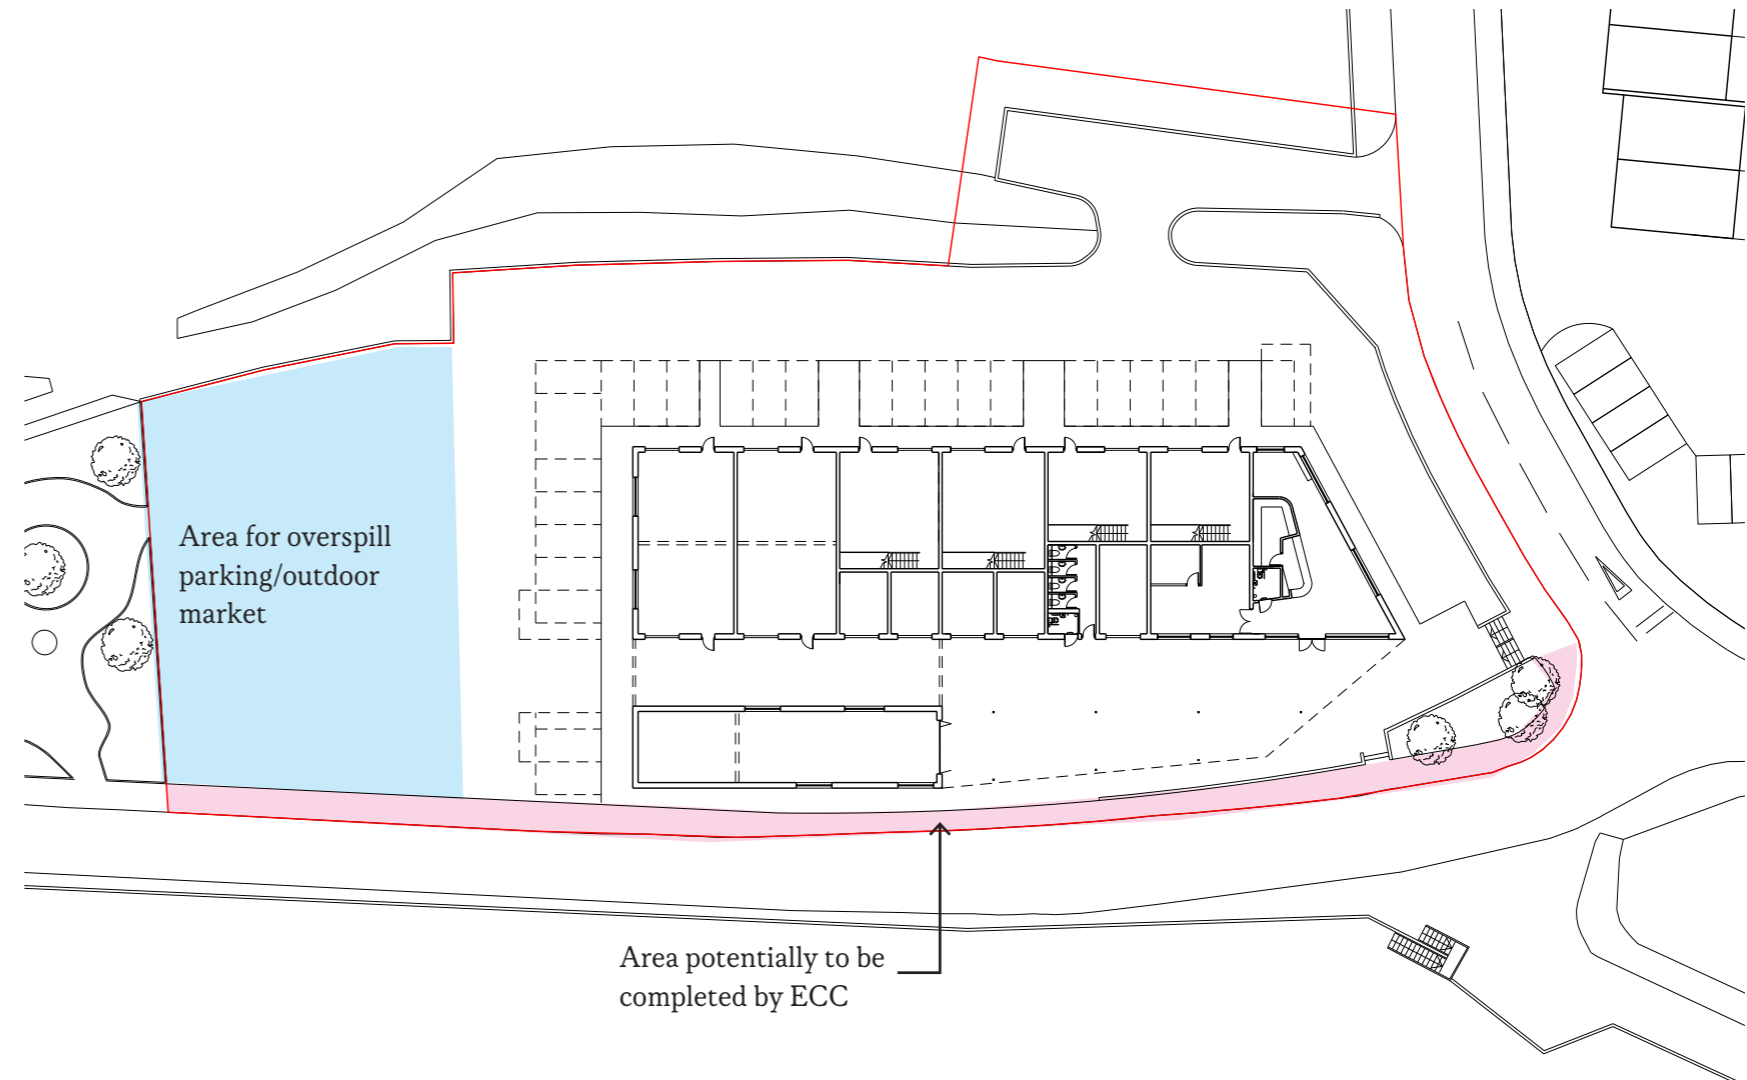 Area for overspill
parking/outdoor
market
Area potentially to be
completed by ECC